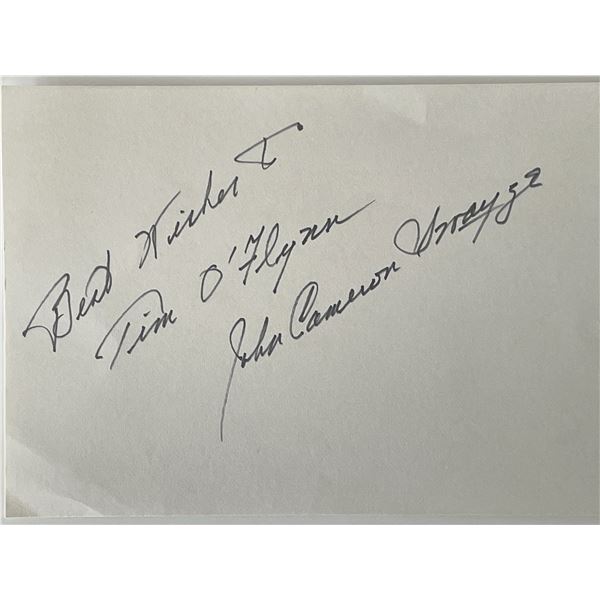 Best Wishes to
Tim O'Flynn
John Cameron Swayze